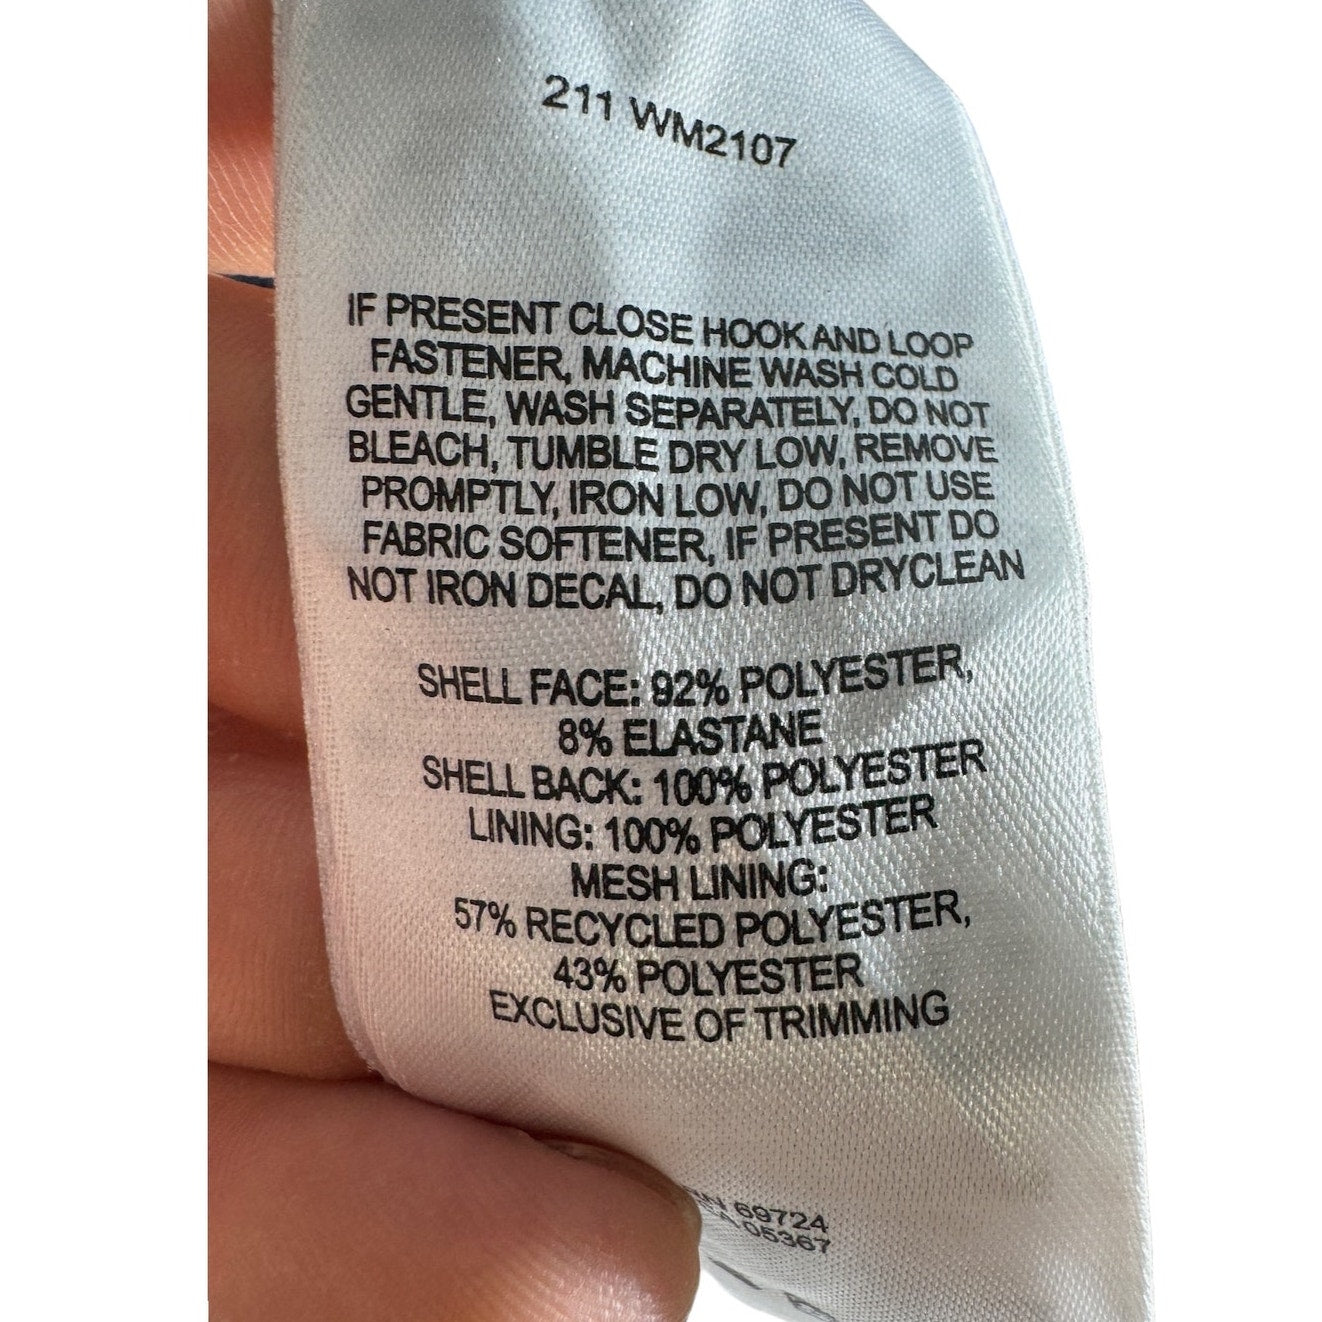 211 WM2107
IF PRESENT CLOSE HOOK AND LOOP
FASTENER, MACHINE WASH COLD
GENTLE, WASH SEPARATELY, DO NOT
BLEACH, TUMBLE DRY LOW, REMOVE
PROMPTLY, IRON LOW, DO NOT USE
FABRIC SOFTENER, IF PRESENT DO
NOT IRON DECAL, DO NOT DRYCLEAN
SHELL FACE: 92% POLYESTER,
8% ELASTANE
SHELL BACK: 100% POLYESTER
LINING: 100% POLYESTER
MESH LINING:
57% RECYCLED POLYESTER,
43% POLYESTER
EXCLUSIVE OF TRIMMING
69724
05367